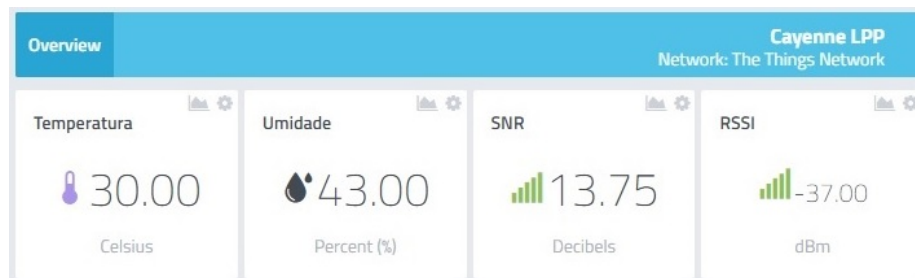 Overview
Cayenne LPP
Network: The Things Network
Temperatura
30.00
Celsius
Umidade
43.00
Percent (%)
SNR
13.75
Decibels
RSSI
-37.00
dBm